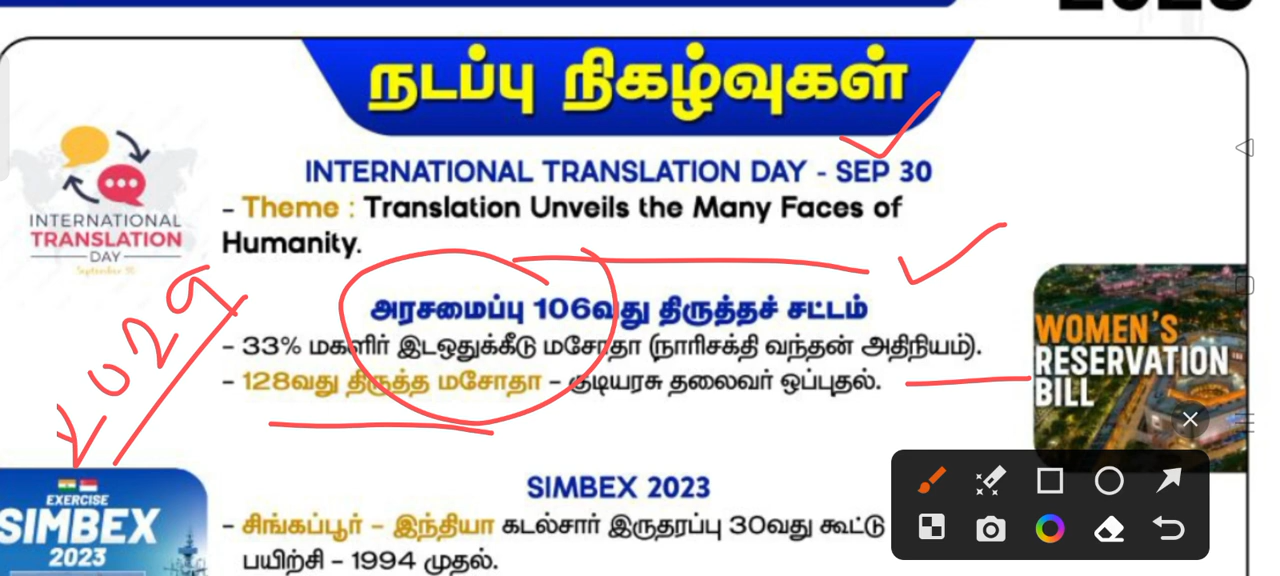 நடப்பு நிகழ்வுகள்
INTERNATIONAL TRANSLATION DAY - SEP 30
- Theme : Translation Unveils the Many Faces of
Humanity.
INTERNATIONAL
TRANSLATION
DAY
September 30
அரசமைப்பு 106வது திருத்தச் சட்டம்
- 33% மகளிர் இடஒதுக்கீடு மசோதா (நாரிசக்தி வந்தன் அதிநியம்).
- 128வது திருத்த மசோதா - குடியரசு தலைவர் ஒப்புதல்.
WOMEN'S
RESERVATION
BILL
2029
SIMBEX 2023
- சிங்கப்பூர் - இந்தியா கடல்சார் இருதரப்பு 30வது கூட்டு
பயிற்சி - 1994 முதல்.
EXERCISE
SIMBEX
2023